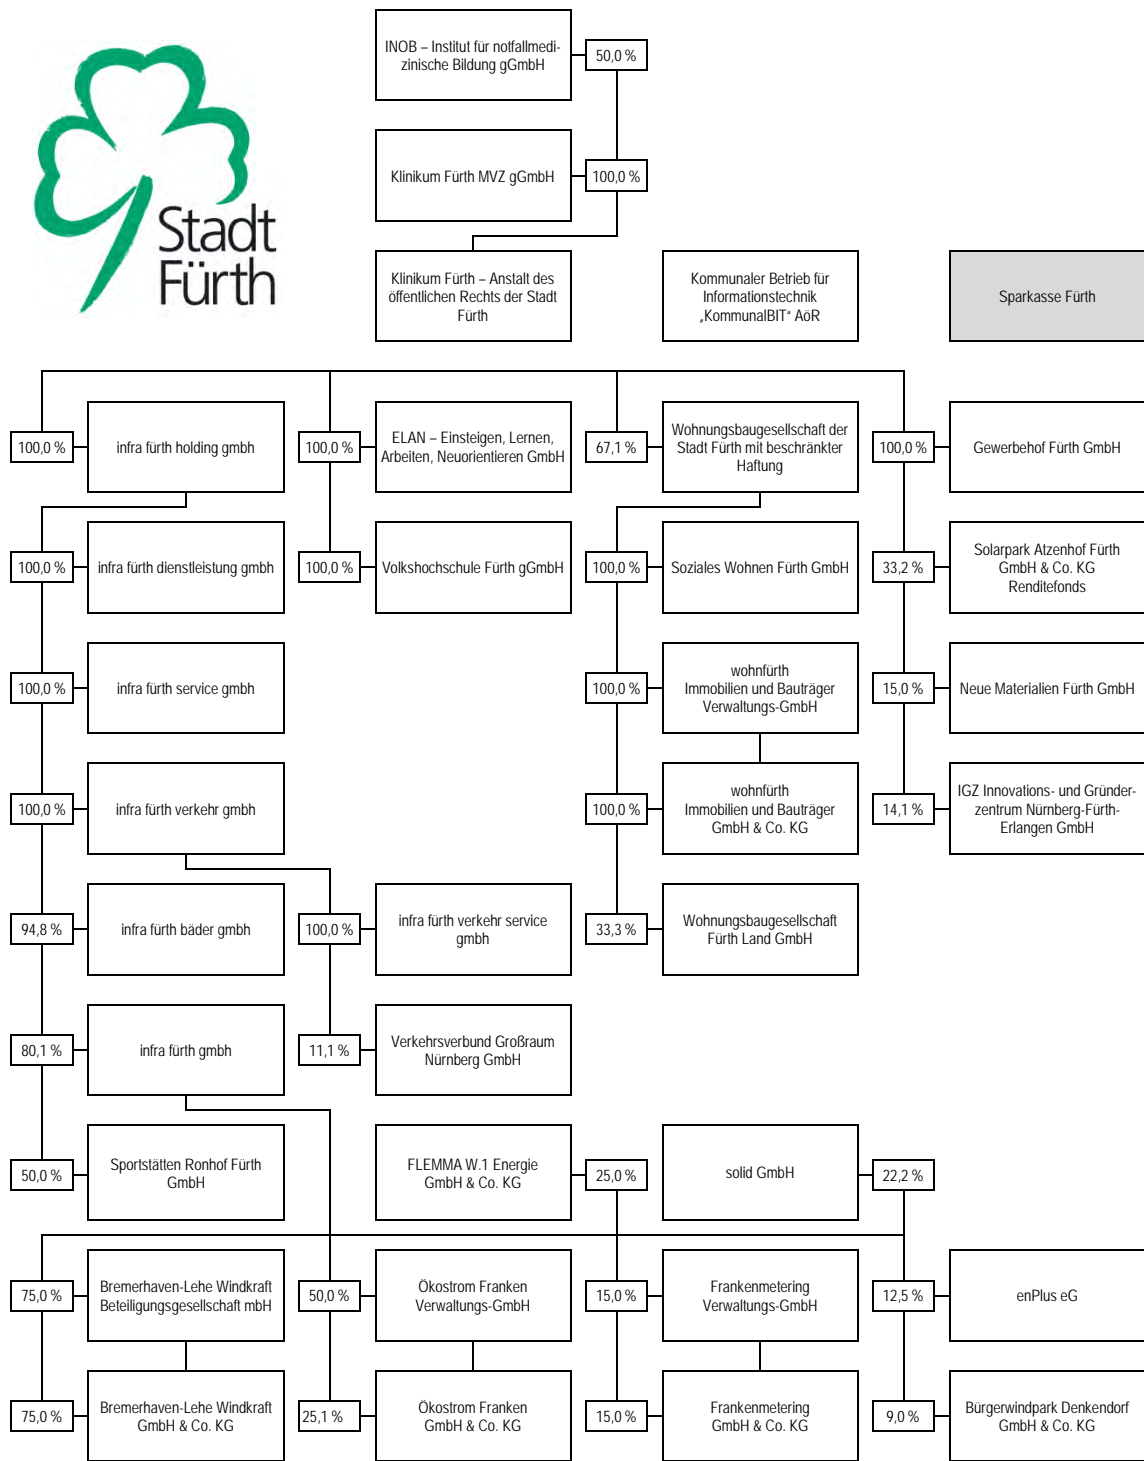 Stadt
Fürth
INOB – Institut für notfallmedi-
zinische Bildung gGmbH
50,0 %
Klinikum Fürth MVZ gGmbH
100,0 %
Klinikum Fürth – Anstalt des
öffentlichen Rechts der Stadt
Fürth
Kommunaler Betrieb für
Informationstechnik
„KommunalBIT“ AöR
Sparkasse Fürth
100,0 %
infra fürth holding gmbh
100,0 %
ELAN – Einsteigen, Lernen,
Arbeiten, Neuorientieren GmbH
67,1 %
Wohnungsbaugesellschaft der
Stadt Fürth mit beschränkter
Haftung
100,0 %
Gewerbehof Fürth GmbH
100,0 %
infra fürth dienstleistung gmbh
100,0 %
Volkshochschule Fürth gGmbH
100,0 %
Soziales Wohnen Fürth GmbH
33,2 %
Solarpark Atzenhof Fürth
GmbH & Co. KG
Renditefonds
100,0 %
infra fürth service gmbh
100,0 %
wohnfürth
Immobilien und Bauträger
Verwaltungs-GmbH
15,0 %
Neue Materialien Fürth GmbH
100,0 %
infra fürth verkehr gmbh
100,0 %
wohnfürth
Immobilien und Bauträger
GmbH & Co. KG
14,1 %
IGZ Innovations- und Gründer-
zentrum Nürnberg-Fürth-
Erlangen GmbH
94,8 %
infra fürth bäder gmbh
100,0 %
infra fürth verkehr service
gmbh
33,3 %
Wohnungsbaugesellschaft
Fürth Land GmbH
80,1 %
infra fürth gmbh
11,1 %
Verkehrsverbund Großraum
Nürnberg GmbH
50,0 %
Sportstätten Ronhof Fürth
GmbH
FLEMMA W.1 Energie
GmbH & Co. KG
25,0 %
solid GmbH
22,2 %
75,0 %
Bremerhaven-Lehe Windkraft
Beteiligungsgesellschaft mbH
50,0 %
Ökostrom Franken
Verwaltungs-GmbH
15,0 %
Frankenmetering
Verwaltungs-GmbH
12,5 %
enPlus eG
75,0 %
Bremerhaven-Lehe Windkraft
GmbH & Co. KG
25,1 %
Ökostrom Franken
GmbH & Co. KG
15,0 %
Frankenmetering
GmbH & Co. KG
9,0 %
Bürgerwindpark Denkendorf
GmbH & Co. KG